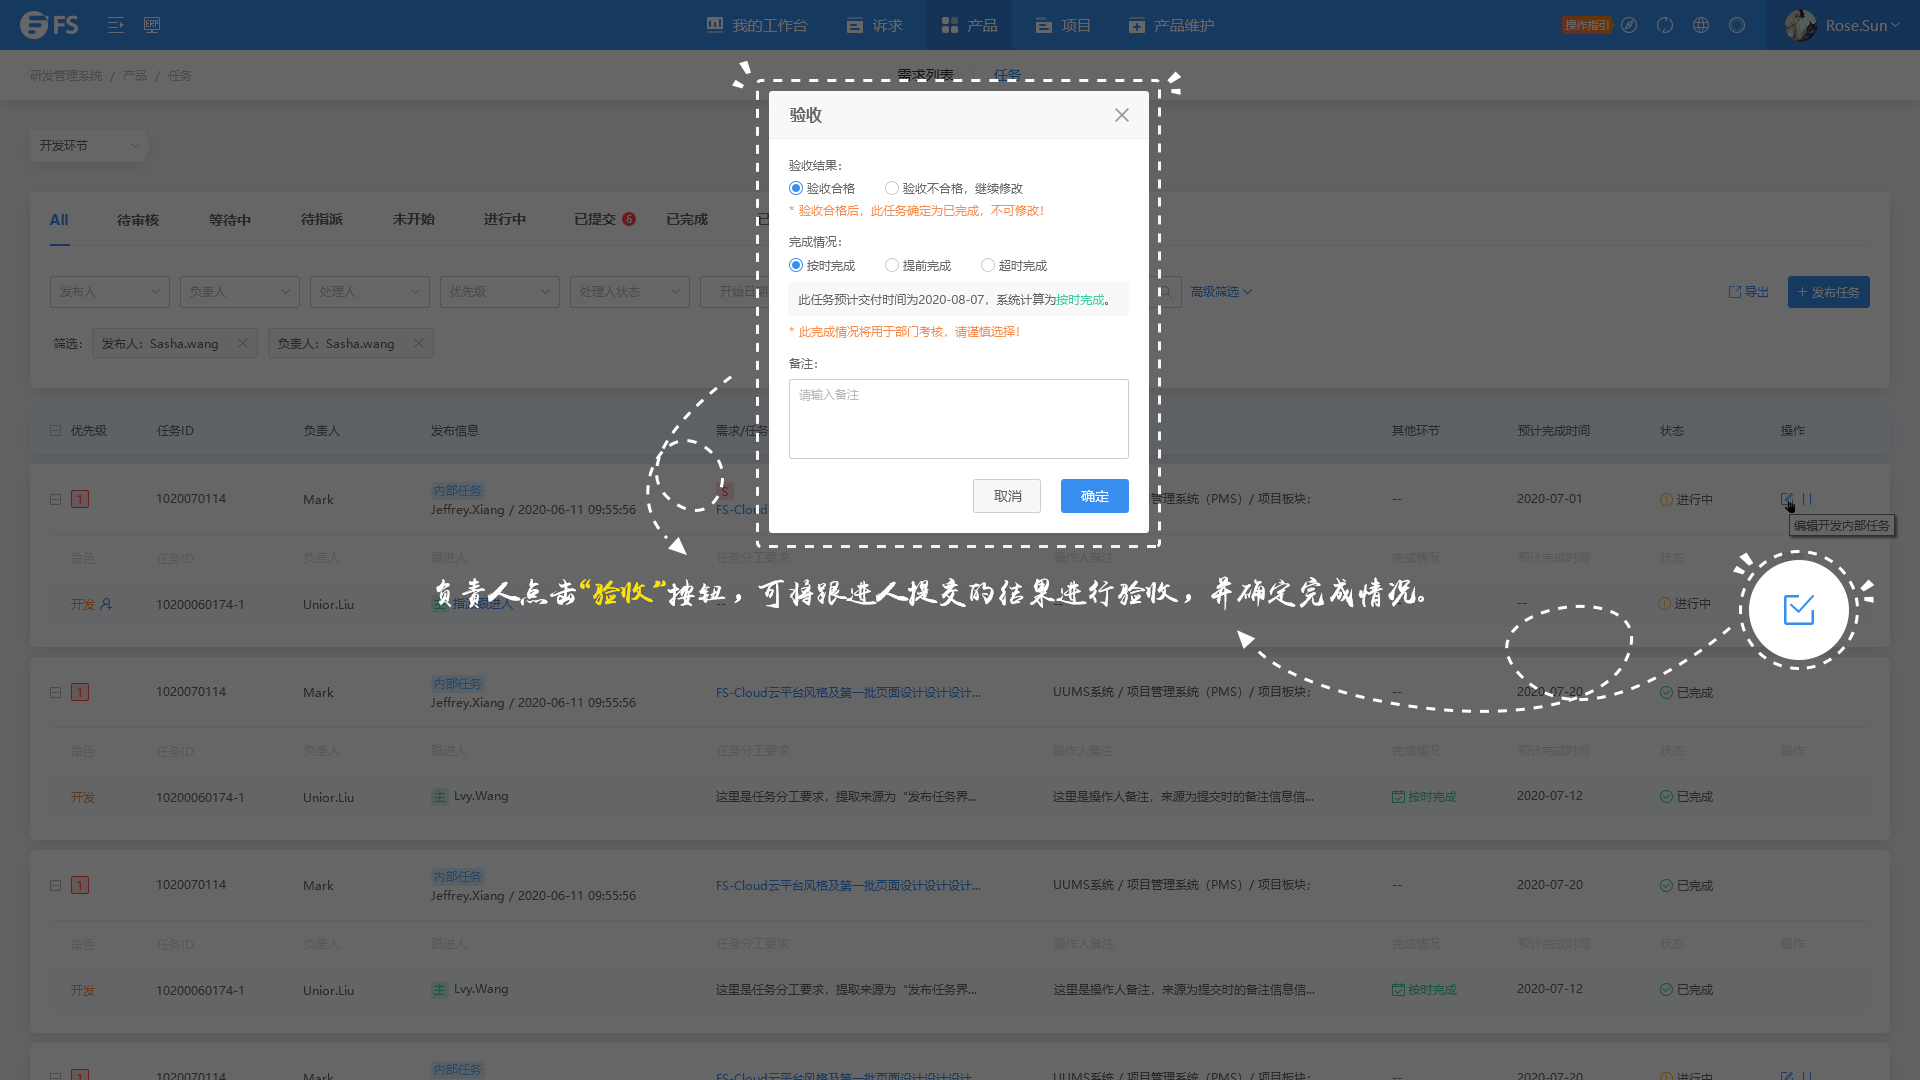 FS
ERP
我的工作台
诉求
产品
项目
产品维护
操作指引
Rose.Sun
研发管理系统 / 产品 / 任务
需求列表
任务
开发环节
验收
验收结果：
验收合格
验收不合格，继续修改
* 验收合格后，此任务确定为已完成，不可修改！
完成情况：
按时完成
提前完成
超时完成
此任务预计交付时间为2020-08-07，系统计算为按时完成。
* 此完成情况将用于部门考核，请谨慎选择！
备注：
请输入备注
取消
确定
All
待审核
等待中
待指派
未开始
进行中
已提交 6
已完成
发布人
负责人
处理人
优先级
处理人状态
开始日期
高级筛选
导出
+ 发布任务
筛选：
发布人：Sasha.wang
负责人：Sasha.wang
优先级 任务ID 负责人 发布信息 需求/任务 其他环节 预计完成时间 状态 操作
1 1020070114 Mark
内部任务
Jeffrey.Xiang / 2020-06-11 09:55:56
S
FS-Cloud
管理系统（PMS）/ 项目板块；
-- 2020-07-01 进行中
编辑开发内部任务
角色 任务ID 负责人 跟进人 任务分工要求 操作人备注 完成情况 预计完成时间 状态
开发 10200060174-1 Unior.Liu 主 指派跟进人 -- -- 进行中
负责人点击“验收”按钮，可将跟进人提交的结果进行验收，并确定完成情况。
1 1020070114 Mark
内部任务
Jeffrey.Xiang / 2020-06-11 09:55:56
FS-Cloud云平台风格及第一批页面设计设计设计...
UUMS系统 / 项目管理系统（PMS）/ 项目板块；
-- 2020-07-20 已完成
角色 任务ID 负责人 跟进人 任务分工要求 操作人备注 完成情况 预计完成时间 状态 操作
开发 10200060174-1 Unior.Liu 主 Lvy.Wang 这里是任务分工要求，提取来源为“发布任务界... 这里是操作人备注，来源为提交时的备注信息信... 按时完成 2020-07-12 已完成
1 1020070114 Mark
内部任务
Jeffrey.Xiang / 2020-06-11 09:55:56
FS-Cloud云平台风格及第一批页面设计设计设计...
UUMS系统 / 项目管理系统（PMS）/ 项目板块；
-- 2020-07-20 已完成
角色 任务ID 负责人 跟进人 任务分工要求 操作人备注 完成情况 预计完成时间 状态 操作
开发 10200060174-1 Unior.Liu 主 Lvy.Wang 这里是任务分工要求，提取来源为“发布任务界... 这里是操作人备注，来源为提交时的备注信息信... 按时完成 2020-07-12 已完成
1 1020070114 Mark
内部任务
FS-Cloud云平台风格及第一批页面设计设计设计...
UUMS系统 / 项目管理系统（PMS）/ 项目板块；
-- 2020-07-20 进行中